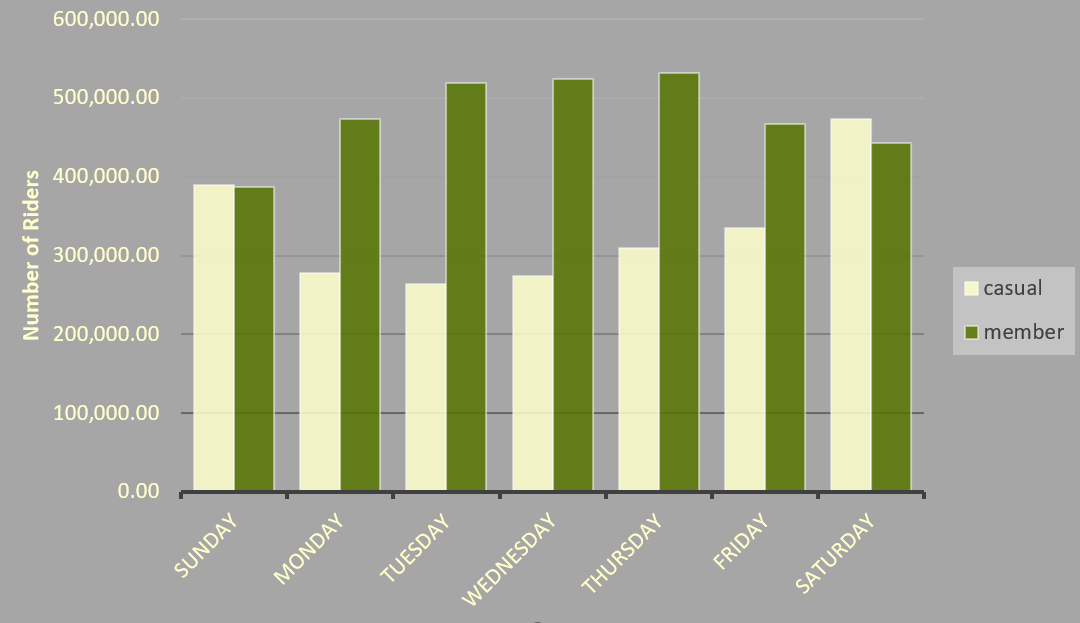 600,000.00
500,000.00
400,000.00
300,000.00
200,000.00
100,000.00
0.00
Number of Riders
SUNDAY
MONDAY
TUESDAY
WEDNESDAY
THURSDAY
FRIDAY
SATURDAY
casual
member